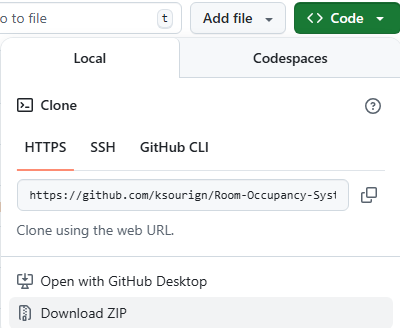 o to file t Add file Code
Local Codespaces
Clone
HTTPS SSH GitHub CLI
https://github.com/ksourign/Room-Occupancy-Syst
Clone using the web URL.
Open with GitHub Desktop
Download ZIP